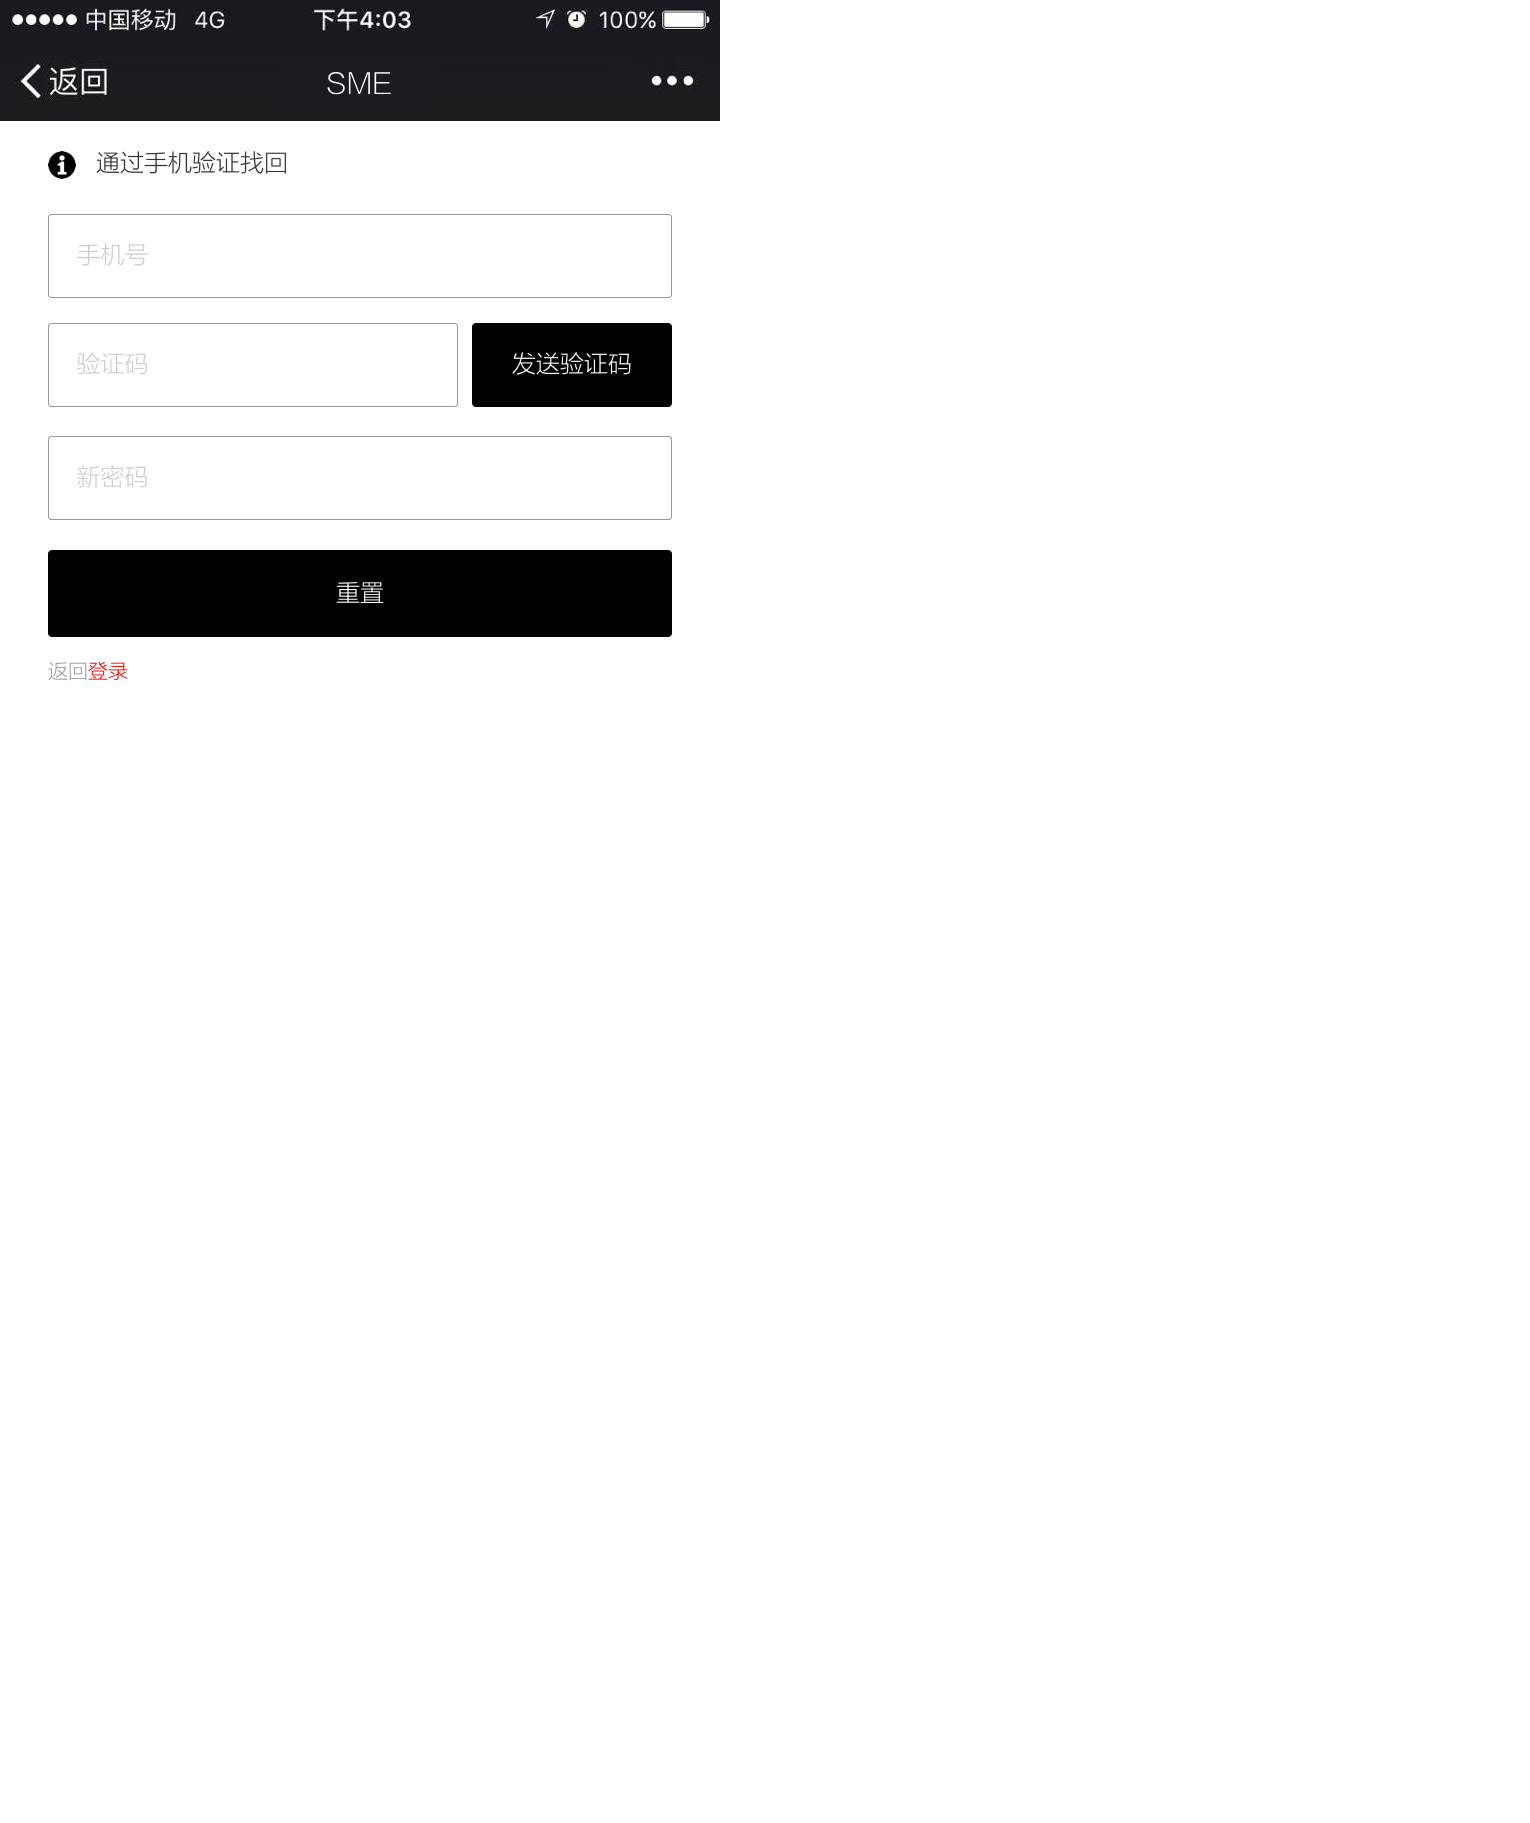 中国移动 4G 下午4:03 100%
返回 SME
通过手机验证找回
手机号
验证码 发送验证码
新密码
重置
返回登录